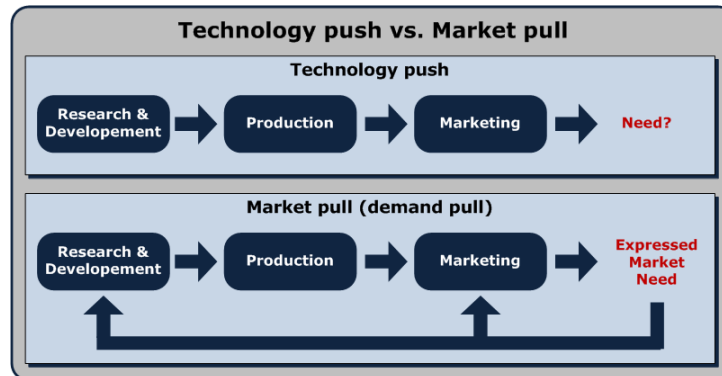 Technology push vs. Market pull
Technology push
Research &
Developement
Production
Marketing
Need?
Market pull (demand pull)
Research &
Developement
Production
Marketing
Expressed
Market
Need